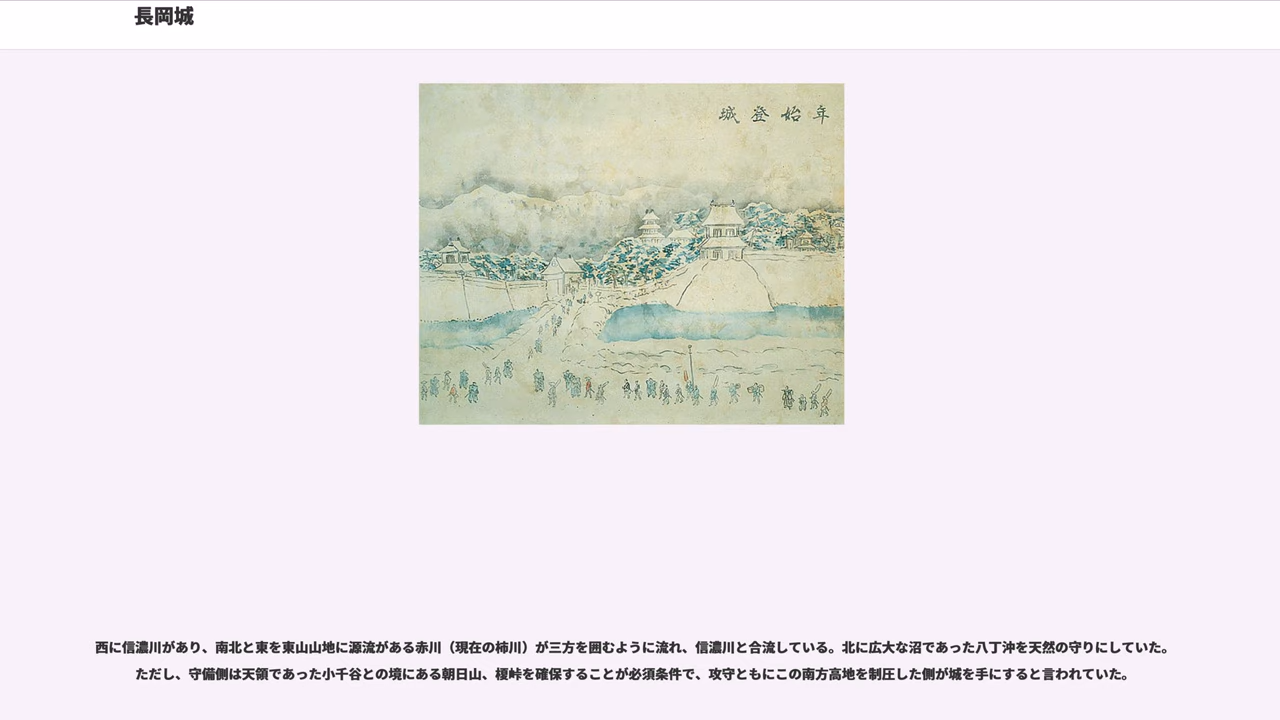 長岡城
年始登城
西に信濃川があり、南北と東を東山山地に源流がある赤川（現在の柿川）が三方を囲むように流れ、信濃川と合流している。北に広大な沼であった八丁沖を天然の守りにしていた。
ただし、守備側は天領であった小千谷との境にある朝日山、榎峠を確保することが必須条件で、攻守ともにこの南方高地を制圧した側が城を手にすると言われていた。